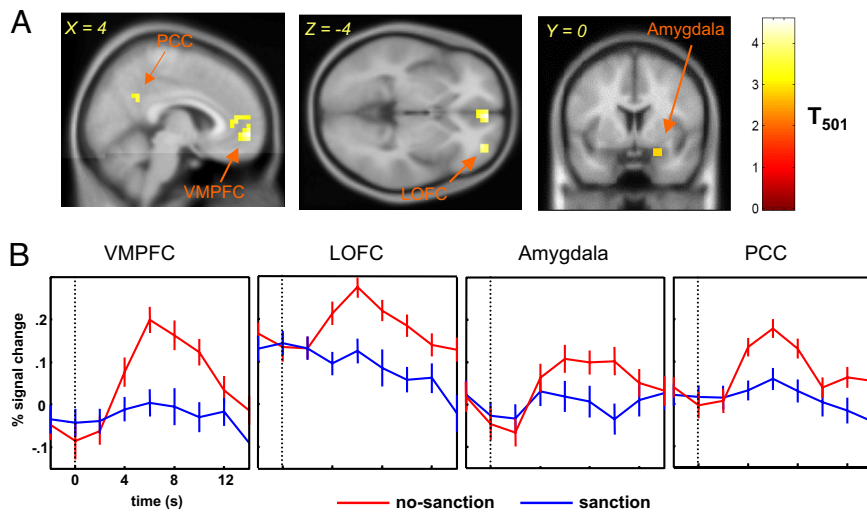 A
X = 4
PCC
VMPFC
Z = -4
LOFC
Y = 0
Amygdala
4
3
2
1
0
T501
B
VMPFC
LOFC
Amygdala
PCC
% signal change
.2
.1
0
-.1
0 4 8 12
time (s)
no-sanction
sanction